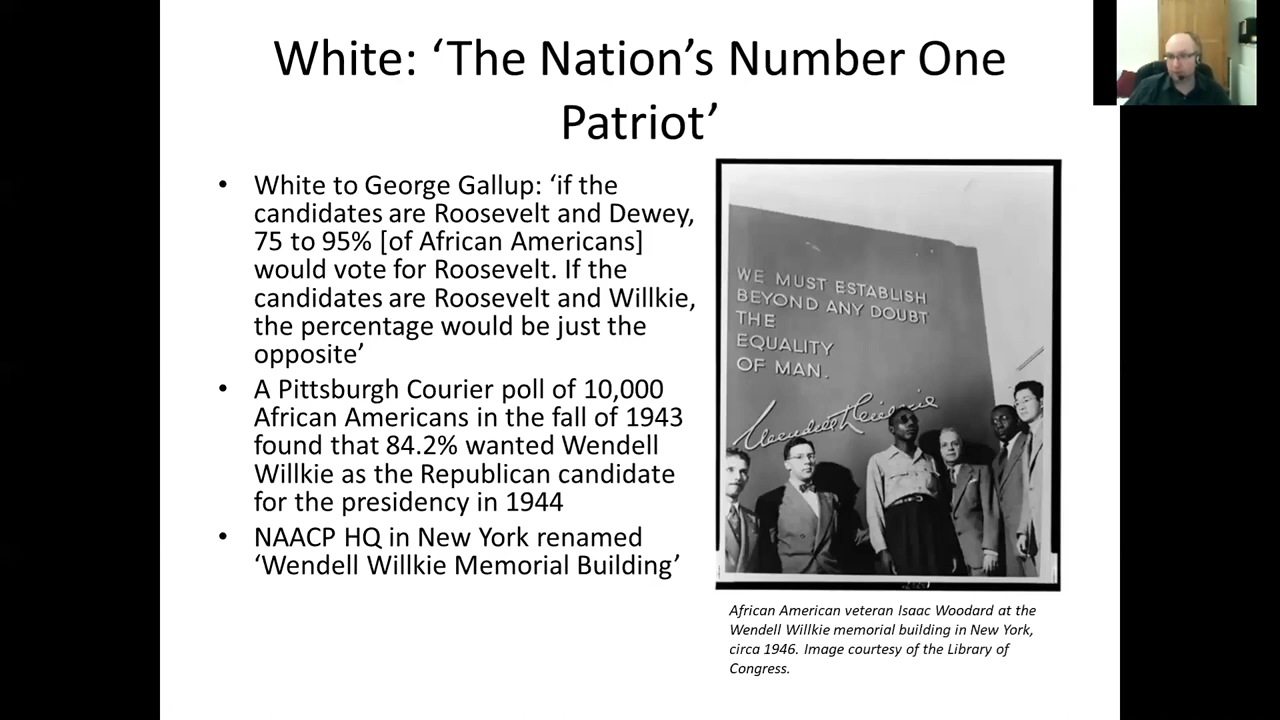 White: ‘The Nation’s Number One
Patriot’
• White to George Gallup: ‘if the
candidates are Roosevelt and Dewey,
75 to 95% [of African Americans]
would vote for Roosevelt. If the
candidates are Roosevelt and Willkie,
the percentage would be just the
opposite’
• A Pittsburgh Courier poll of 10,000
African Americans in the fall of 1943
found that 84.2% wanted Wendell
Willkie as the Republican candidate
for the presidency in 1944
• NAACP HQ in New York renamed
‘Wendell Willkie Memorial Building’
WE MUST ESTABLISH
BEYOND ANY DOUBT
THE
EQUALITY
OF MAN.
Wendell Willkie
African American veteran Isaac Woodard at the
Wendell Willkie memorial building in New York,
circa 1946. Image courtesy of the Library of
Congress.